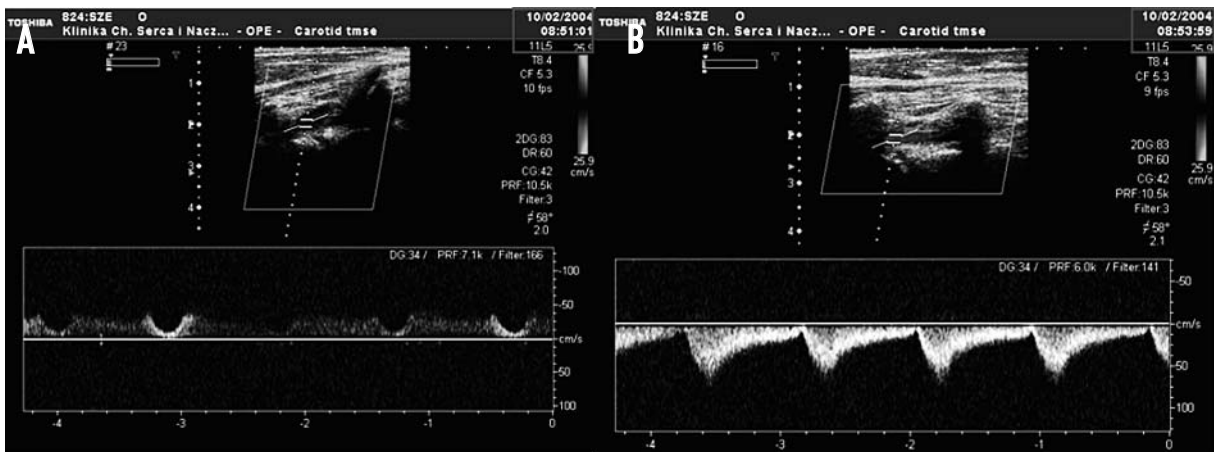 A
TOSHIBA
824:SZE O
Klinika Ch. Serca i Nacz... - OPE - Carotid tmse
10/02/2004
08:51:01
#23
11L5
T8.4
CF 5.3
10 fps
25.9
2DG:83
DR:60
CG:42
PRF:10.5k
Filter:3
58°
2.0
25.9
cm/s
1
2
3
4
DG:34 / PRF:7.1k / Filter:166
-100
-50
-cm/s
-50
-100
-4
-3
-2
-1
0
B
TOSHIBA
824:SZE O
Klinika Ch. Serca i Nacz... - OPE - Carotid tmse
10/02/2004
08:53:59
#16
11L5
T8.4
CF 5.3
9 fps
25.9
2DG:83
DR:60
CG:42
PRF:10.5k
Filter:3
58°
2.1
25.9
cm/s
1
2
3
4
DG:34 / PRF:6.0k / Filter:141
-50
-cm/s
-50
-100
-4
-3
-2
-1
0